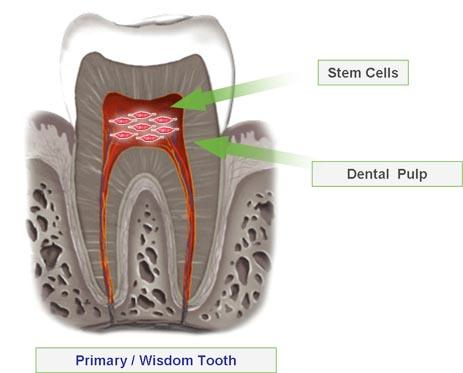 Stem Cells
Dental Pulp
Primary / Wisdom Tooth